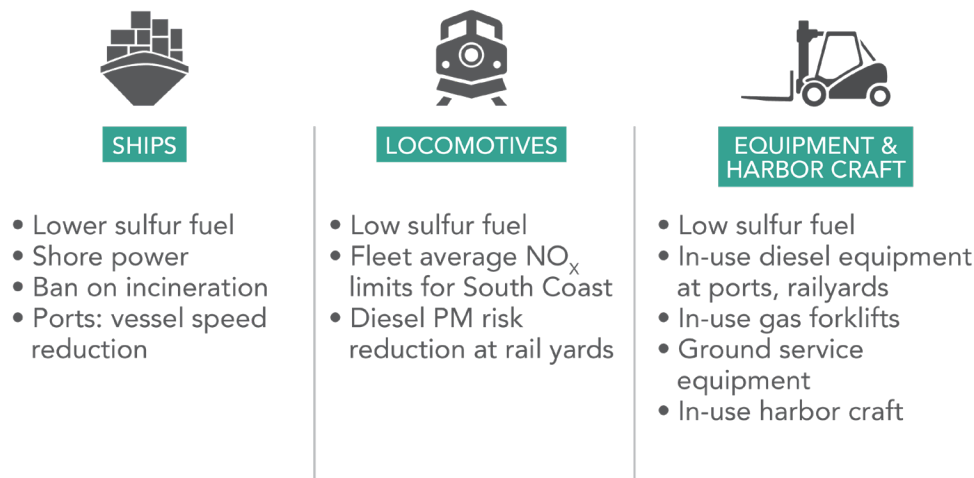 SHIPS
• Lower sulfur fuel
• Shore power
• Ban on incineration
• Ports: vessel speed
reduction
LOCOMOTIVES
• Low sulfur fuel
• Fleet average NOX
limits for South Coast
• Diesel PM risk
reduction at rail yards
EQUIPMENT &
HARBOR CRAFT
• Low sulfur fuel
• In-use diesel equipment
at ports, railyards
• In-use gas forklifts
• Ground service
equipment
• In-use harbor craft